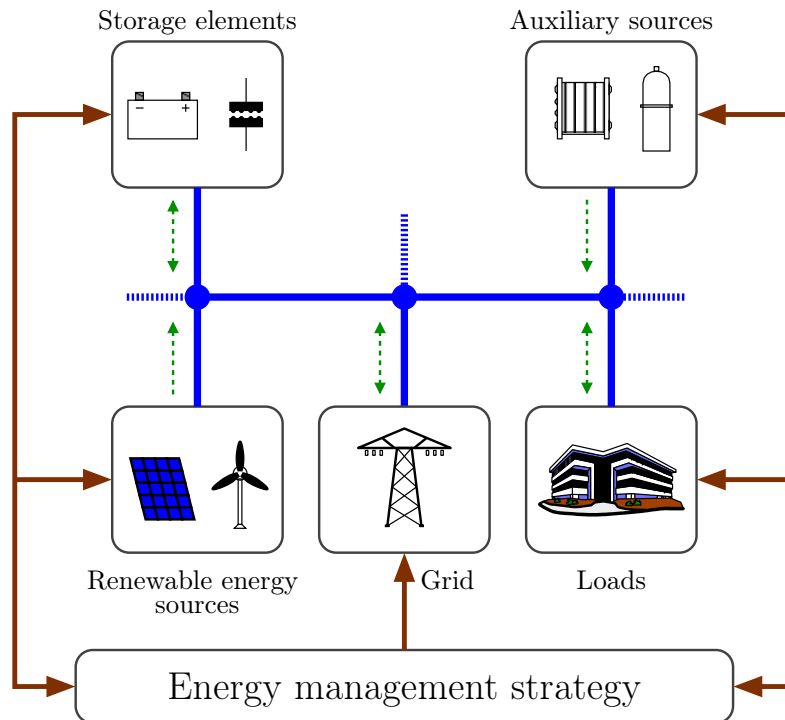 Storage elements
Auxiliary sources
− +
Renewable energy
sources
Grid
Loads
Energy management strategy